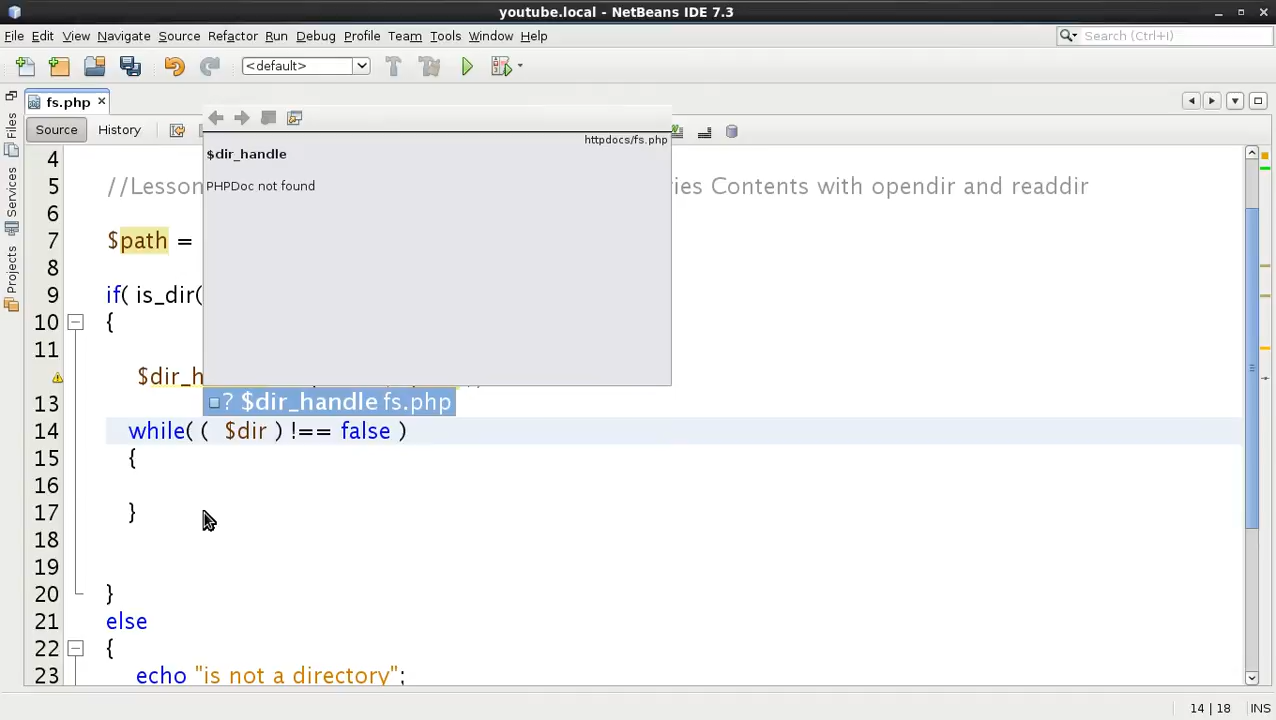 youtube.local - NetBeans IDE 7.3
File Edit View Navigate Source Refactor Run Debug Profile Team Tools Window Help
Search (Ctrl+I)
<default>
fs.php
Source History
httpdocs/fs.php
$dir_handle
PHPDoc not found
Files
Services
Projects
4
5 //Lesson ries Contents with opendir and readdir
6
7 $path =
8
9 if( is_dir(
10 {
11
$dir_h
? $dir_handle fs.php
13
14 while( ( $dir ) !== false )
15 {
16
17 }
18
19
20 }
21 else
22 {
23 echo "is not a directory";
14 | 18 INS